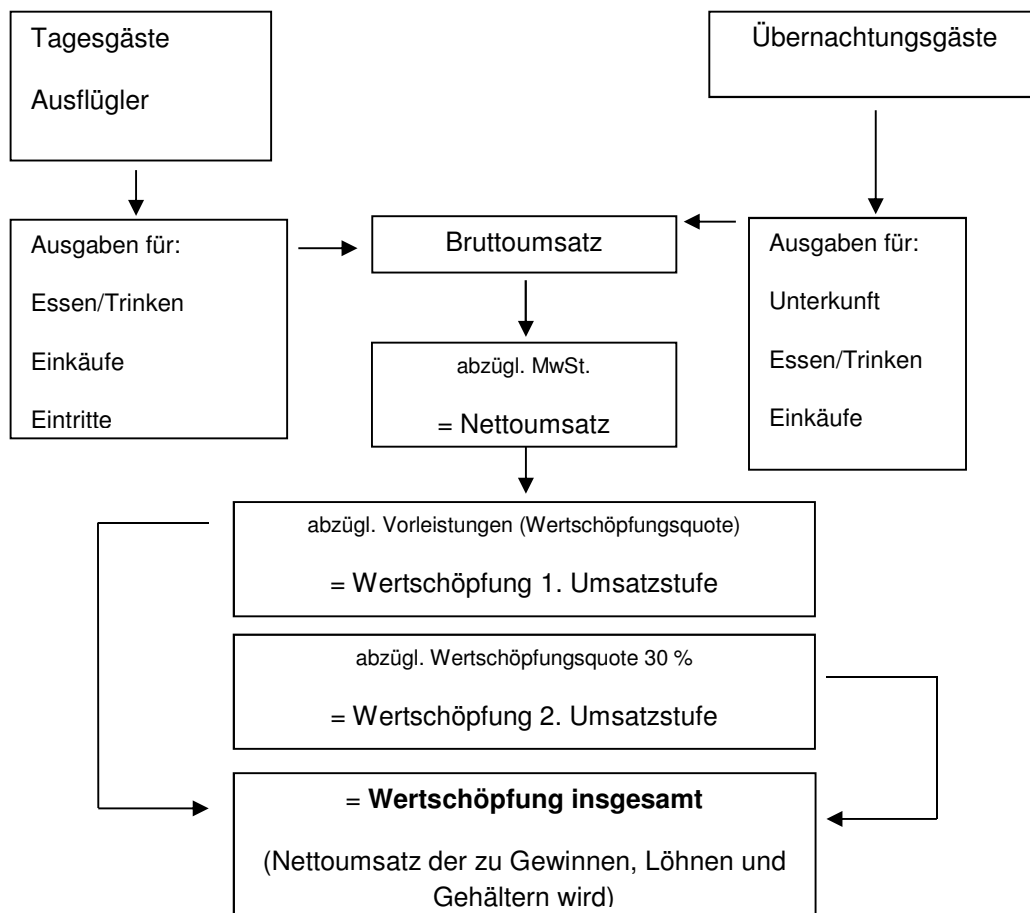 Tagesgäste
Ausflügler
Übernachtungsgäste
Ausgaben für:
Essen/Trinken
Einkäufe
Eintritte
Bruttoumsatz
abzügl. MwSt.
= Nettoumsatz
Ausgaben für:
Unterkunft
Essen/Trinken
Einkäufe
abzügl. Vorleistungen (Wertschöpfungsquote)
= Wertschöpfung 1. Umsatzstufe
abzügl. Wertschöpfungsquote 30 %
= Wertschöpfung 2. Umsatzstufe
= Wertschöpfung insgesamt
(Nettoumsatz der zu Gewinnen, Löhnen und
Gehältern wird)